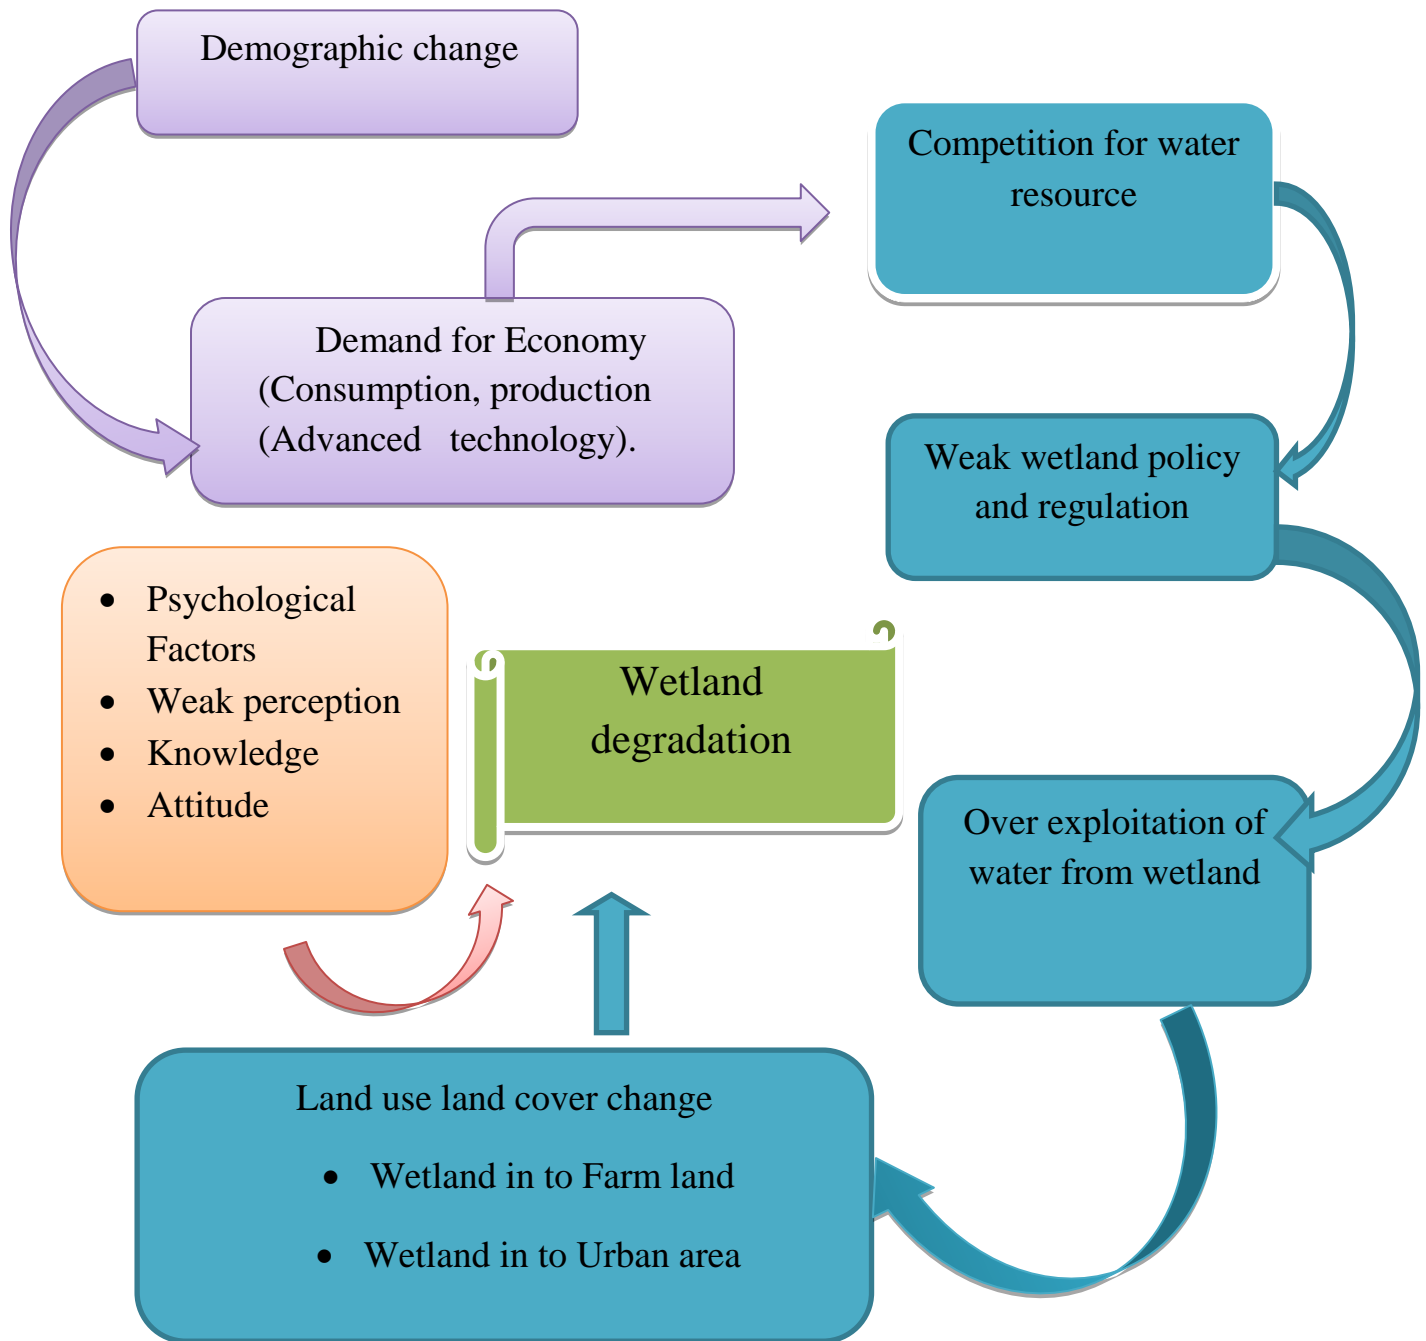 Demographic change
Competition for water
resource
Demand for Economy
(Consumption, production
(Advanced technology).
Weak wetland policy
and regulation
• Psychological
Factors
• Weak perception
• Knowledge
• Attitude
Wetland
degradation
Over exploitation of
water from wetland
Land use land cover change
• Wetland in to Farm land
• Wetland in to Urban area